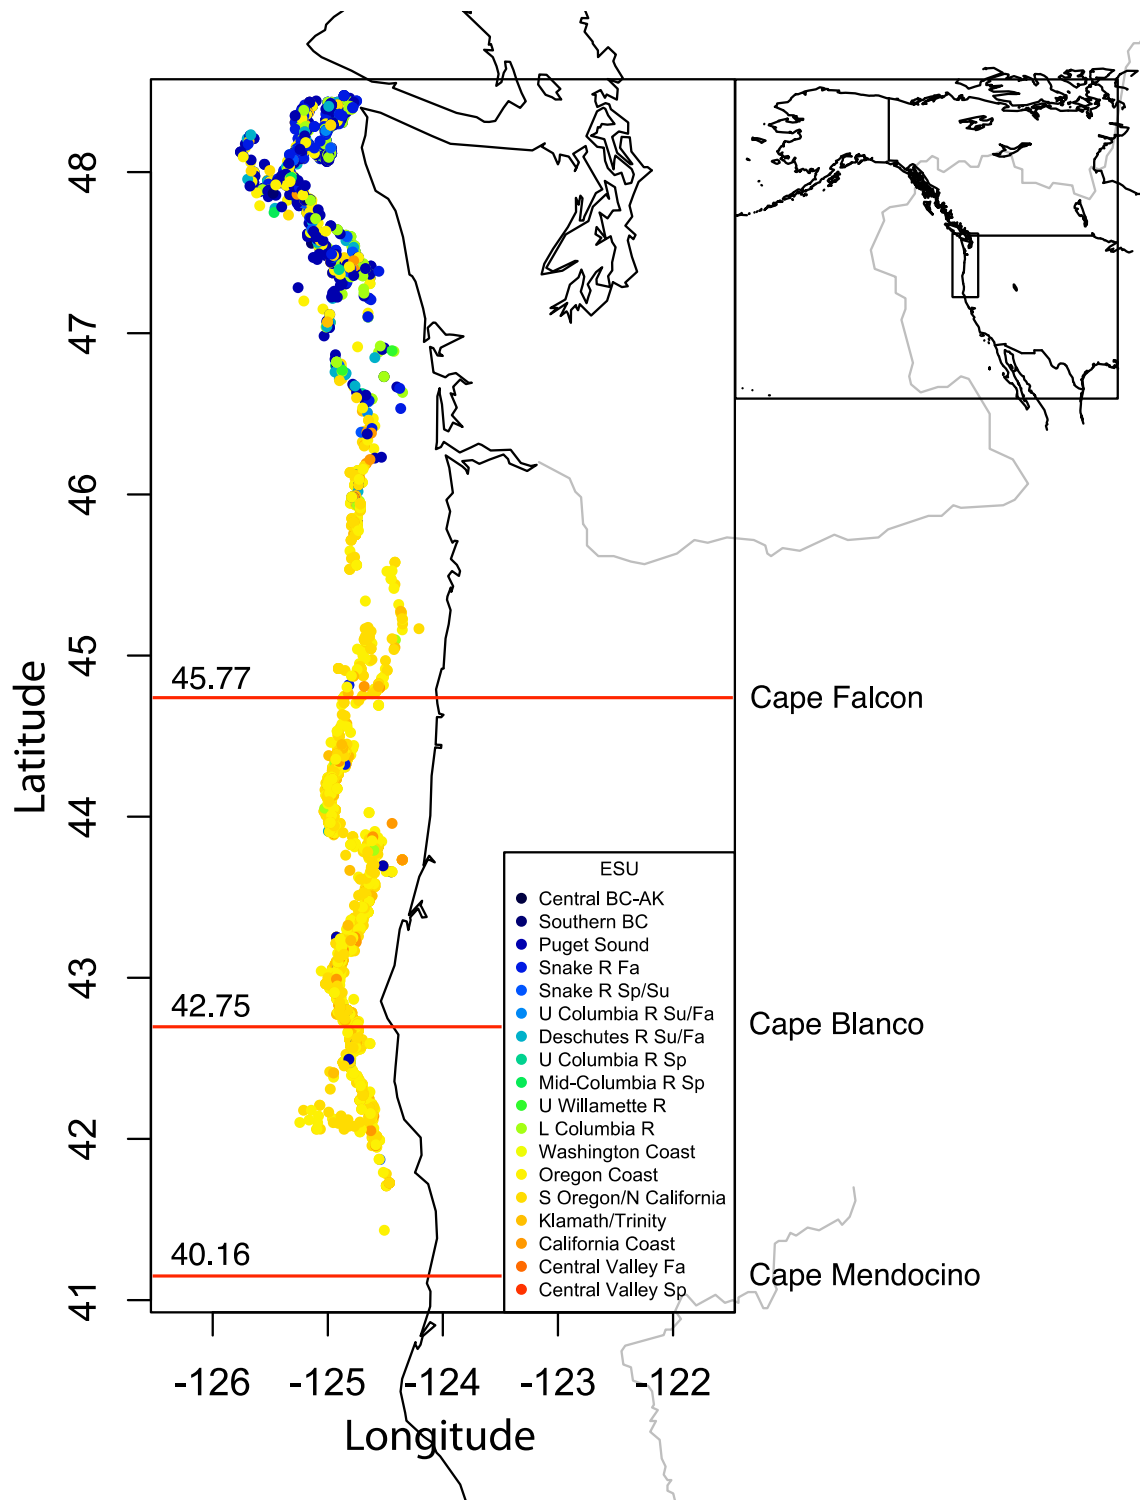 48
47
46
45
44
43
42
41
Latitude
45.77
Cape Falcon
42.75
Cape Blanco
40.16
Cape Mendocino
ESU
Central BC-AK
Southern BC
Puget Sound
Snake R Fa
Snake R Sp/Su
U Columbia R Su/Fa
Deschutes R Su/Fa
U Columbia R Sp
Mid-Columbia R Sp
U Willamette R
L Columbia R
Washington Coast
Oregon Coast
S Oregon/N California
Klamath/Trinity
California Coast
Central Valley Fa
Central Valley Sp
-126 -125 -124 -123 -122
Longitude